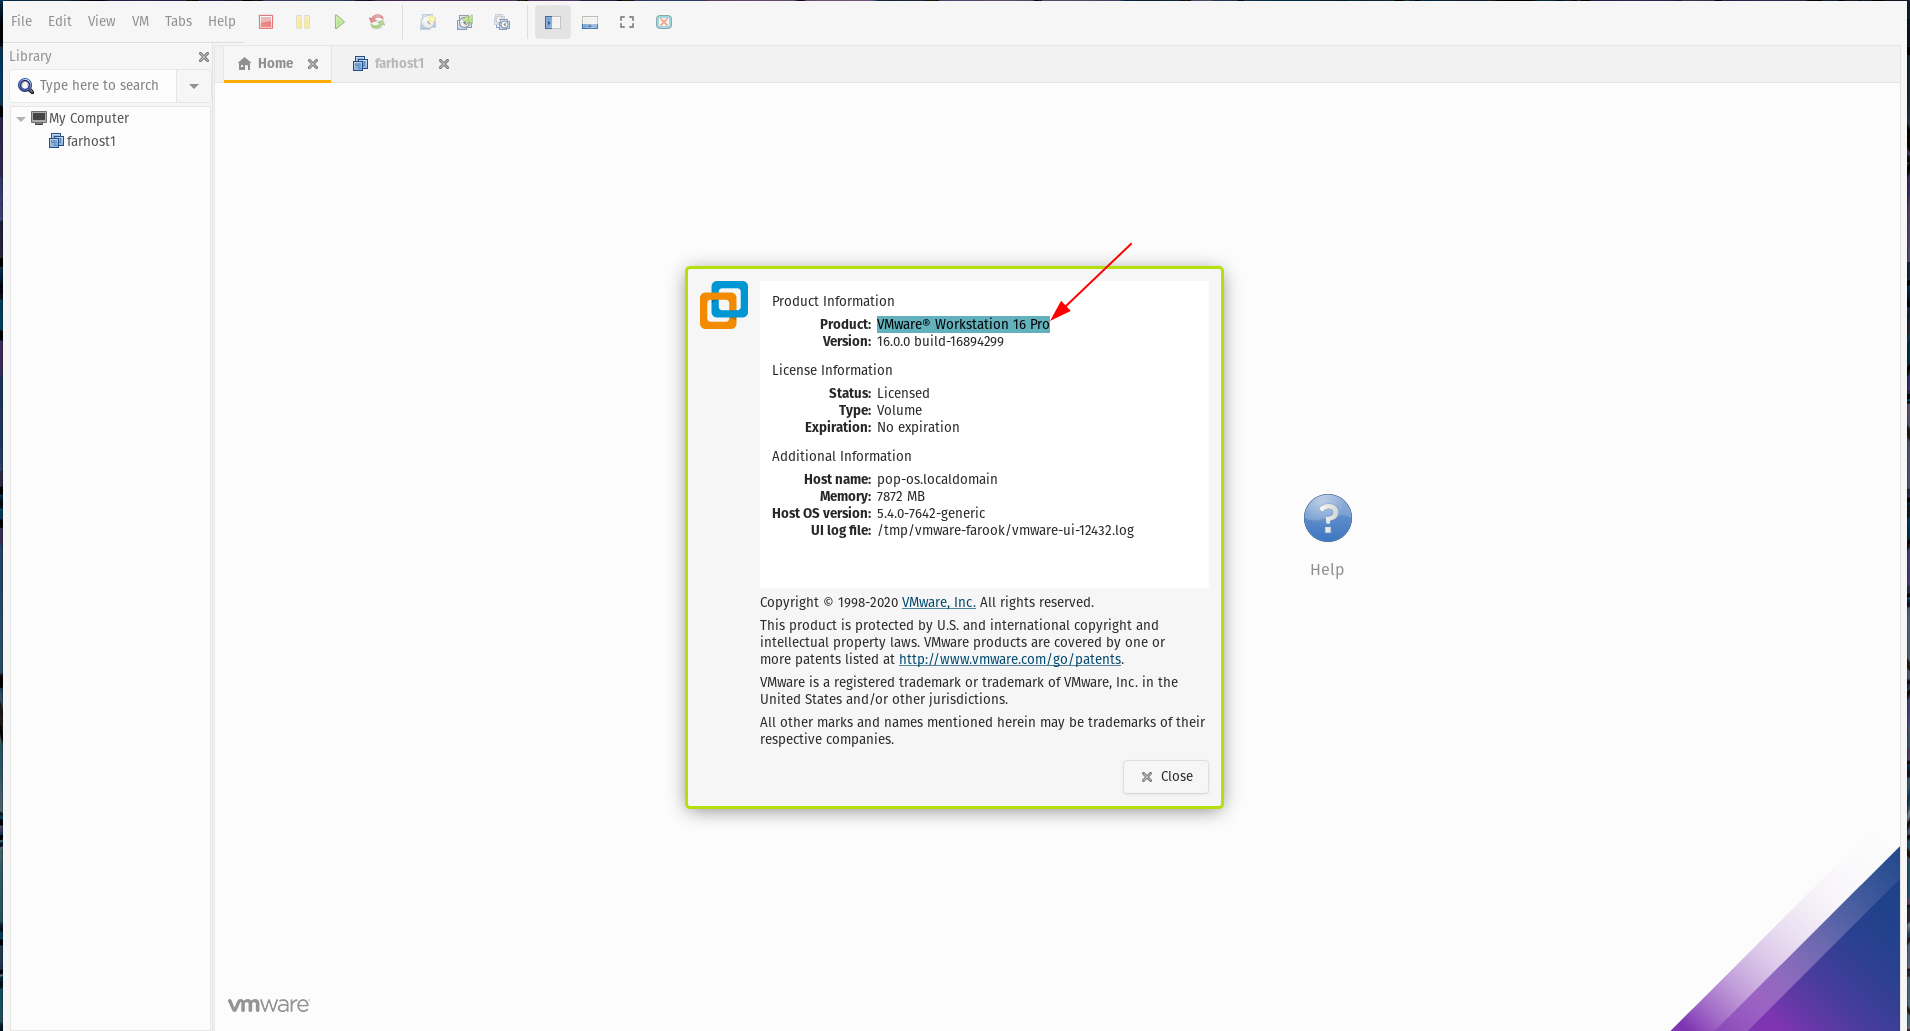 File Edit View VM Tabs Help
Library
Type here to search
My Computer
farhost1
Home farhost1
Product Information
Product: VMware® Workstation 16 Pro
Version: 16.0.0 build-16894299
License Information
Status: Licensed
Type: Volume
Expiration: No expiration
Additional Information
Host name: pop-os.localdomain
Memory: 7872 MB
Host OS version: 5.4.0-7642-generic
UI log file: /tmp/vmware-farook/vmware-ui-12432.log
Copyright © 1998-2020 VMware, Inc. All rights reserved.
This product is protected by U.S. and international copyright and
intellectual property laws. VMware products are covered by one or
more patents listed at http://www.vmware.com/go/patents.
VMware is a registered trademark or trademark of VMware, Inc. in the
United States and/or other jurisdictions.
All other marks and names mentioned herein may be trademarks of their
respective companies.
Close
?
Help
vmware